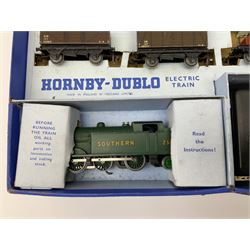 HORNBY-DUBLO ELECTRIC
TRAIN
MADE IN ENGLAND BY MECCANO LIMITED
BEFORE
RUNNING
THE TRAIN
OIL ALL
working
parts on
locomotive
and rolling
stock.
SOUTHERN
Read
the
Instructions!